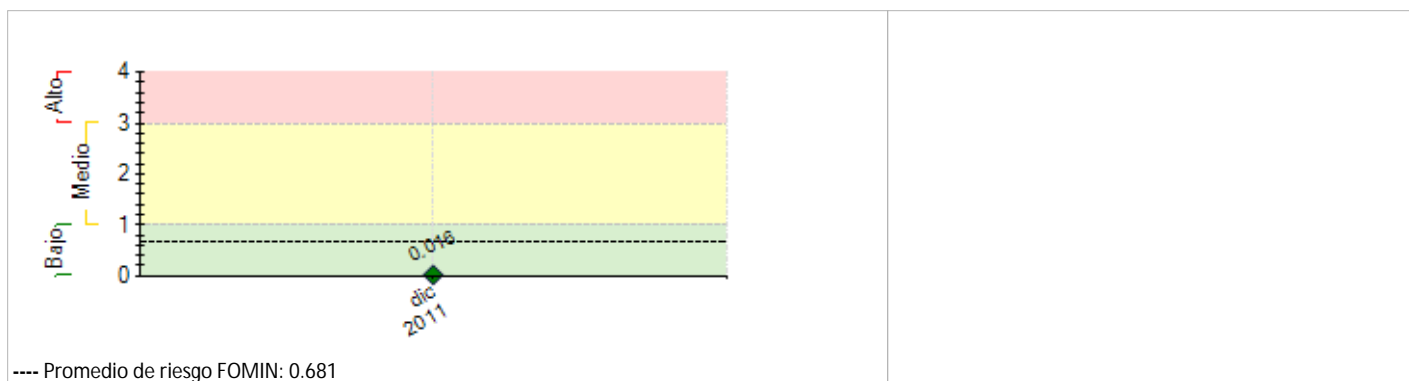 Alto
Medio
Bajo
4
3
2
1
0
0.016
dic
2011
---- Promedio de riesgo FOMIN: 0.681